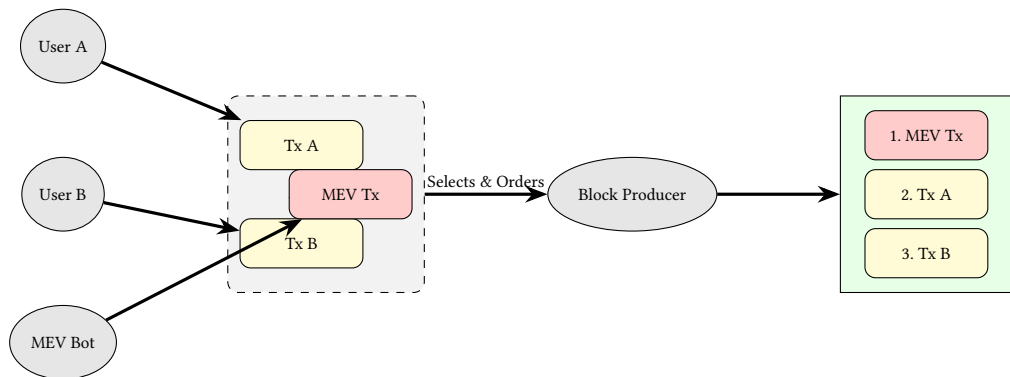 User A
Tx A
User B
MEV Tx
Tx B
MEV Bot
Selects & Orders
Block Producer
1. MEV Tx
2. Tx A
3. Tx B